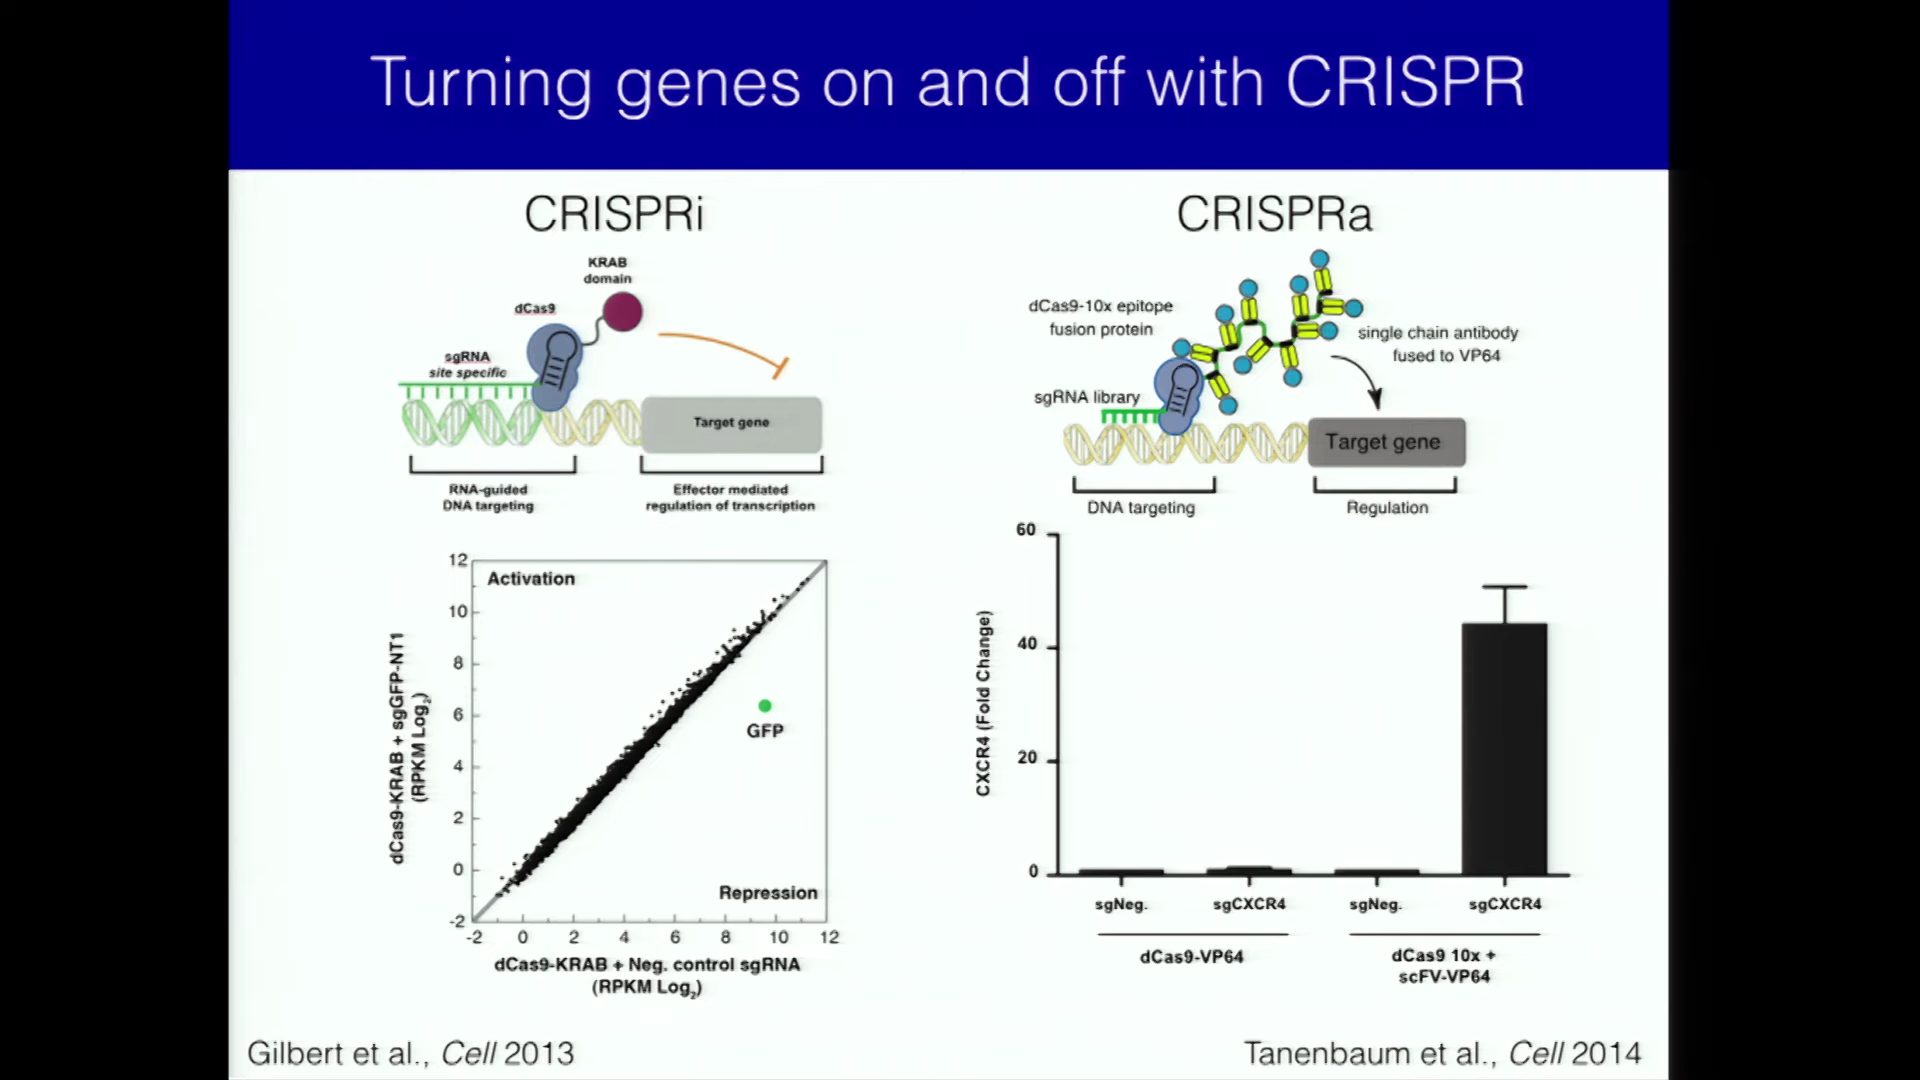 Turning genes on and off with CRISPR
CRISPRi
KRAB
domain
dCas9
sgRNA
site specific
Target gene
RNA-guided
DNA targeting
Effector mediated
regulation of transcription
12
10
8
6
4
2
0
-2
Activation
GFP
Repression
dCas9-KRAB + sgGFP-NT1
(RPKM Log2)
-2 0 2 4 6 8 10 12
dCas9-KRAB + Neg. control sgRNA
(RPKM Log2)
Gilbert et al., Cell 2013
CRISPRa
dCas9-10x epitope
fusion protein
single chain antibody
fused to VP64
sgRNA library
Target gene
DNA targeting
Regulation
60
40
20
0
CXCR4 (Fold Change)
sgNeg. sgCXCR4 sgNeg. sgCXCR4
dCas9-VP64
dCas9 10x +
scFV-VP64
Tanenbaum et al., Cell 2014